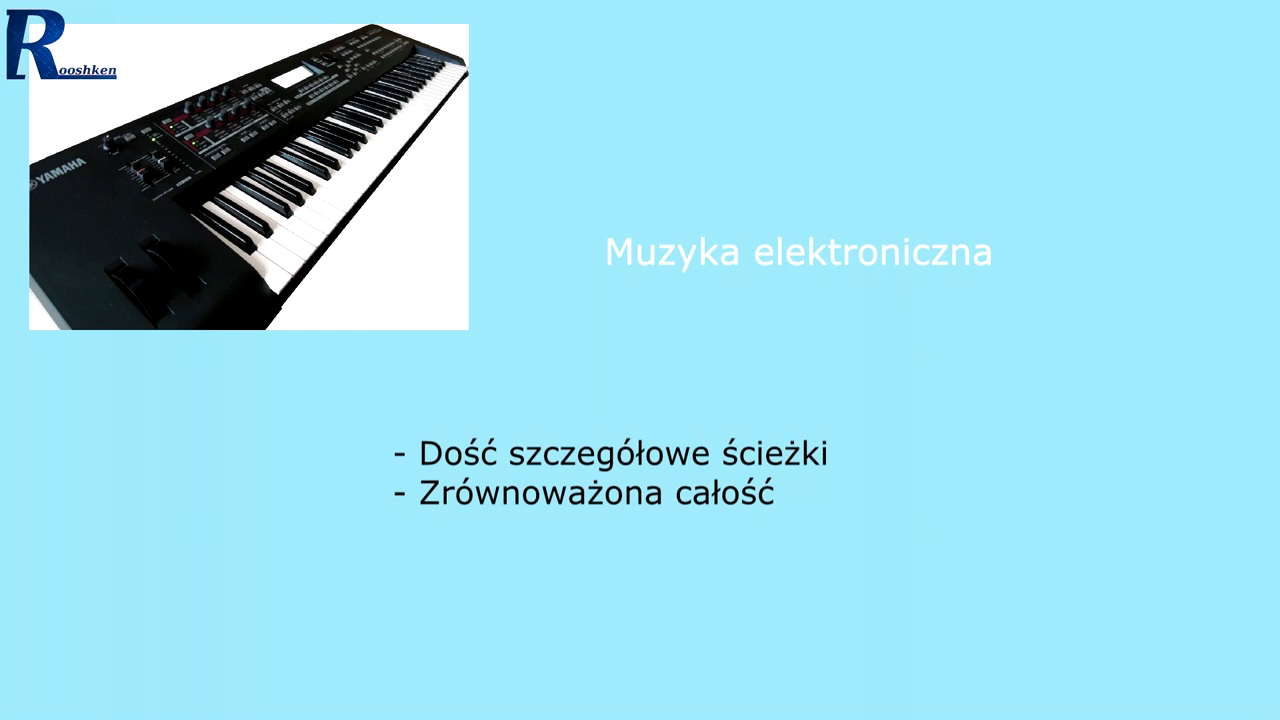 Rooshken
YAMAHA
Muzyka elektroniczna
- Dość szczegółowe ścieżki
- Zrównoważona całość